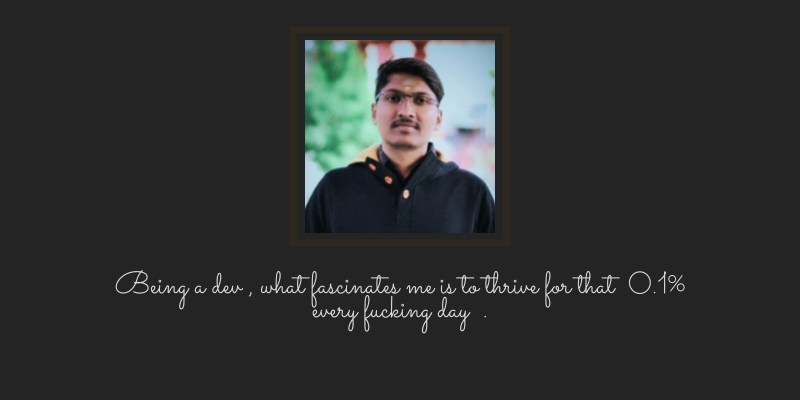 Being a dev , what fascinates me is to thrive for that 0.1%
every fucking day .